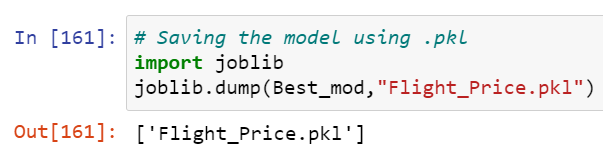 In [161]: # Saving the model using .pkl
import joblib
joblib.dump(Best_mod,"Flight_Price.pkl")
Out[161]: ['Flight_Price.pkl']